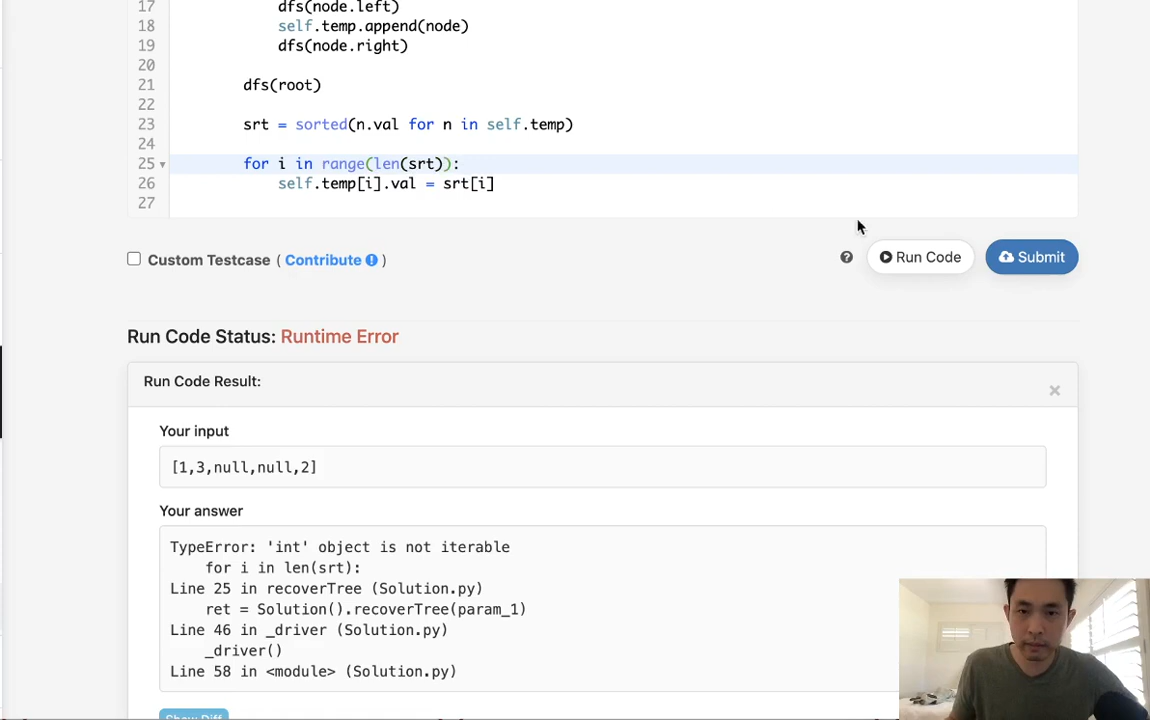 17 dfs(node.left)
18 self.temp.append(node)
19 dfs(node.right)
20
21 dfs(root)
22
23 srt = sorted(n.val for n in self.temp)
24
25 for i in range(len(srt)):
26 self.temp[i].val = srt[i]
27
Custom Testcase ( Contribute ) ? Run Code Submit
Run Code Status: Runtime Error
Run Code Result: ×
Your input
[1,3,null,null,2]
Your answer
TypeError: 'int' object is not iterable
for i in len(srt):
Line 25 in recoverTree (Solution.py)
ret = Solution().recoverTree(param_1)
Line 46 in _driver (Solution.py)
_driver()
Line 58 in <module> (Solution.py)
Show Diff